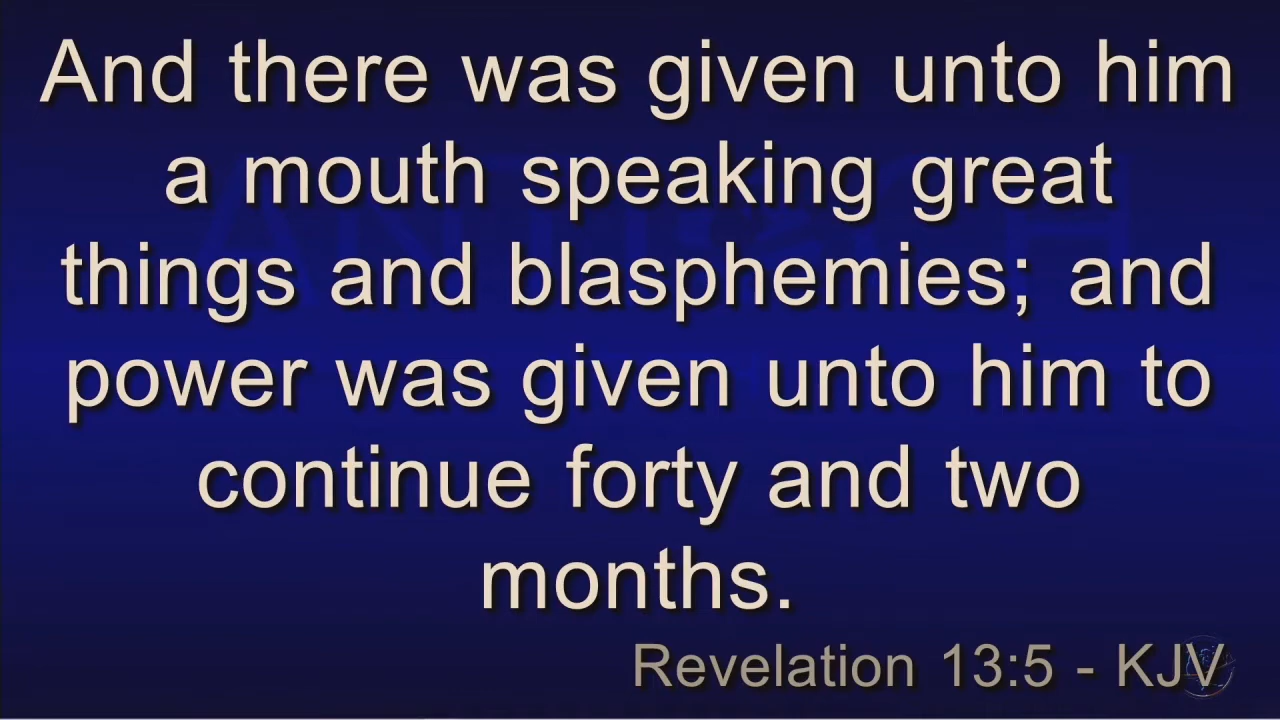 And there was given unto him
a mouth speaking great
things and blasphemies; and
power was given unto him to
continue forty and two
months.
Revelation 13:5 - KJV